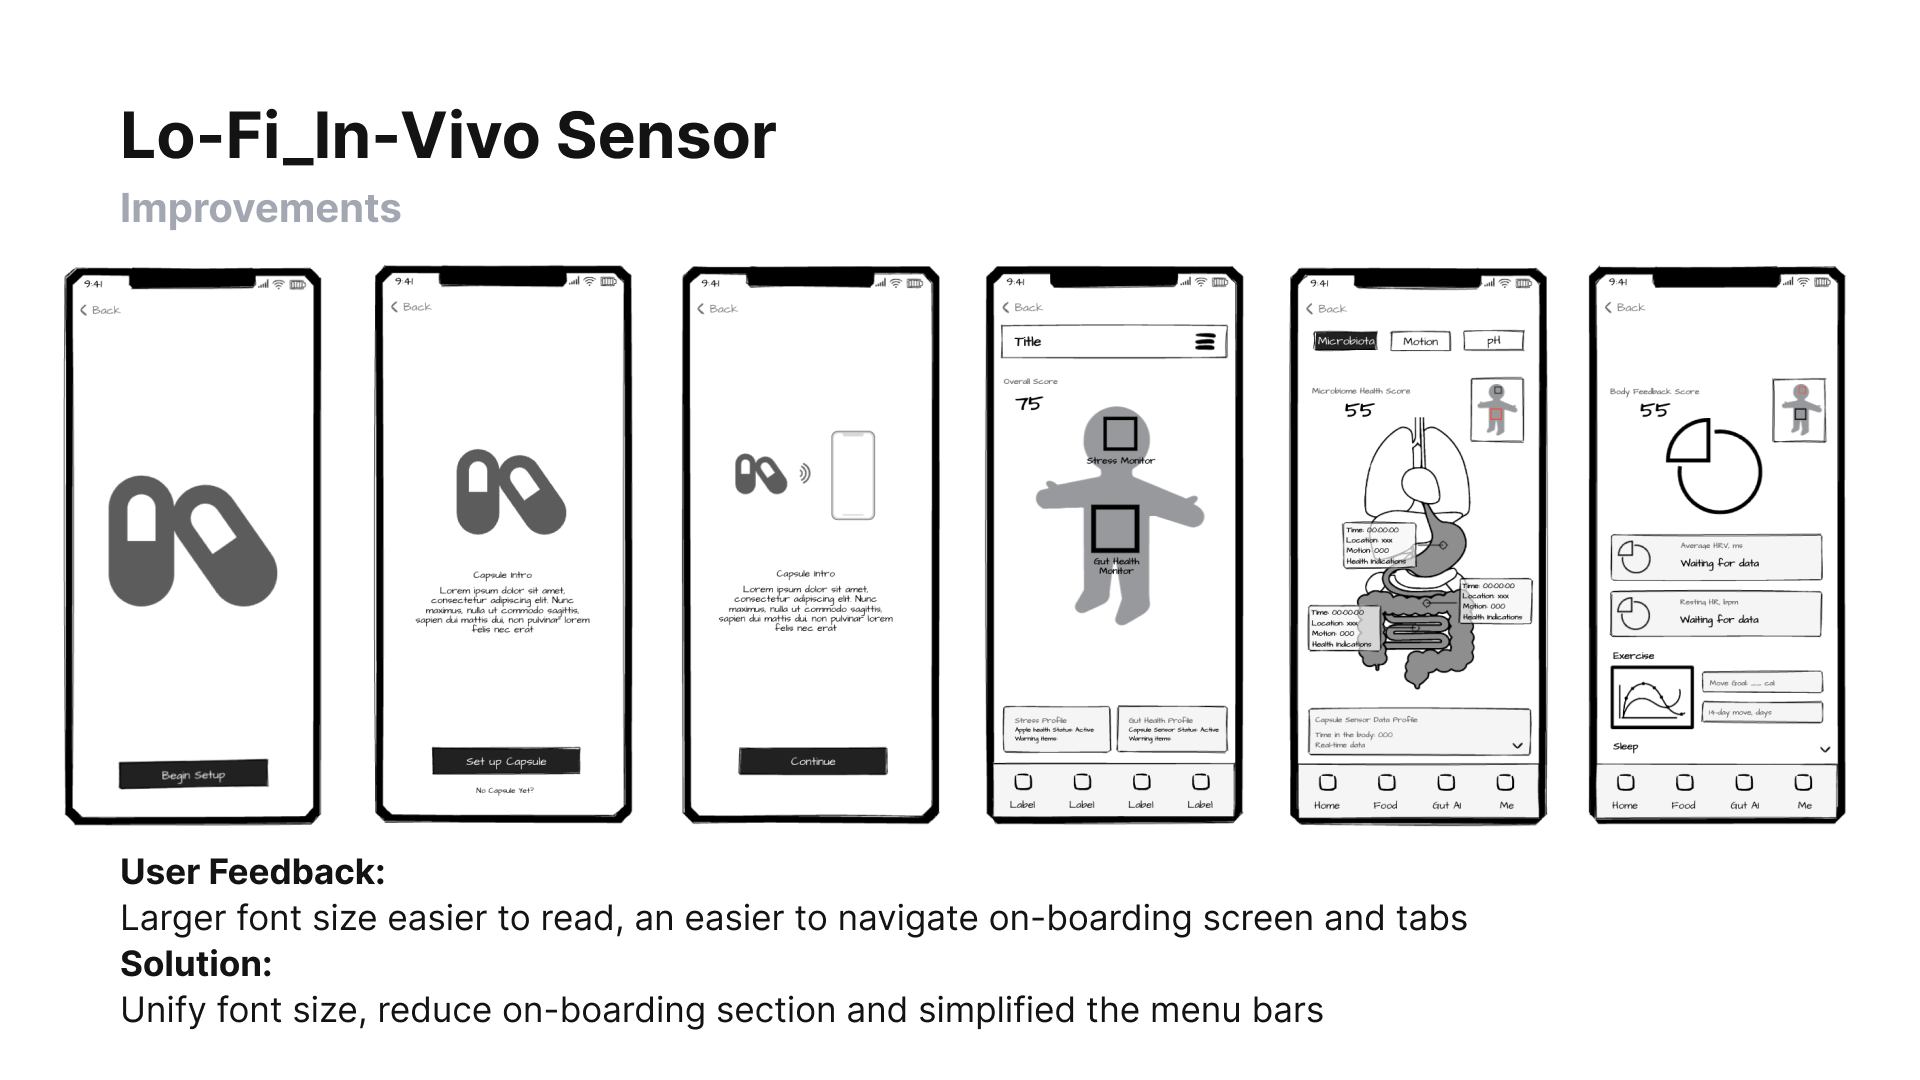 Lo-Fi_In-Vivo Sensor
Improvements
9:41
Back
Begin Setup
9:41
Back
Capsule Intro
Lorem ipsum dolor sit amet,
consectetur adipiscing elit. Nunc
maximus, nulla ut commodo sagittis,
sapien dui mattis dui, non pulvinar lorem
felis nec erat
Set up Capsule
No Capsule Yet?
9:41
Back
Capsule Intro
Lorem ipsum dolor sit amet,
consectetur adipiscing elit. Nunc
maximus, nulla ut commodo sagittis,
sapien dui mattis dui, non pulvinar lorem
felis nec erat
Continue
9:41
Back
Title
Overall Score
75
Stress Monitor
Gut Health
Monitor
Stress Profile
Apple health Status: Active
Warning items:
Gut Health Profile
Capsule Sensor Status: Active
Warning items:
Label Label Label Label
9:41
Back
Microbiota Motion pH
Microbiome Health Score
55
Time: 00:00:00
Location: xxx
Motion: 000
Health Indications
Time: 00:00:00
Location: xxx
Motion: 000
Health Indications
Time: 00:00:00
Location: xxx
Motion: 000
Health Indications
Capsule Sensor Data Profile
Time in the body: 000
Real-time data
Home Food Gut AI Me
9:41
Back
Body Feedback Score
55
Average HRV, ms
Waiting for data
Resting HR, bpm
Waiting for data
Exercise
Move Goal: __ cal
14-day move, days
Sleep
Home Food Gut AI Me
User Feedback:
Larger font size easier to read, an easier to navigate on-boarding screen and tabs
Solution:
Unify font size, reduce on-boarding section and simplified the menu bars